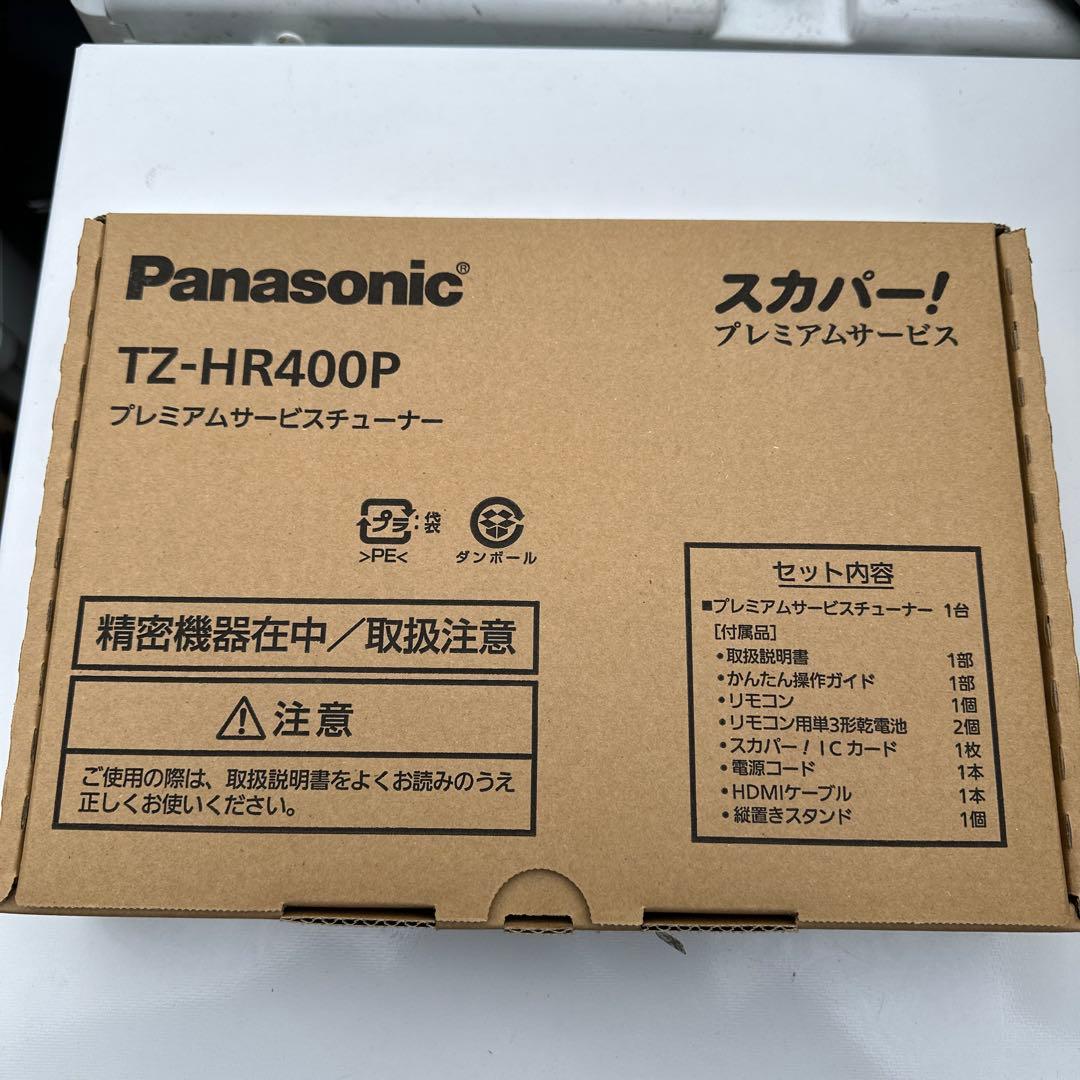 Panasonic®
TZ-HR400P
プレミアムサービスチューナー
スカパー!
プレミアムサービス
プラ:袋
>PE<
ダンボール
精密機器在中/取扱注意
注意
ご使用の際は、取扱説明書をよくお読みのうえ
正しくお使いください。
セット内容
■プレミアムサービスチューナー 1台
[付属品]
•取扱説明書 1部
•かんたん操作ガイド 1部
•リモコン 1個
•リモコン用単3形乾電池 2個
•スカパー!ICカード 1枚
•電源コード 1本
•HDMIケーブル 1本
•縦置きスタンド 1個